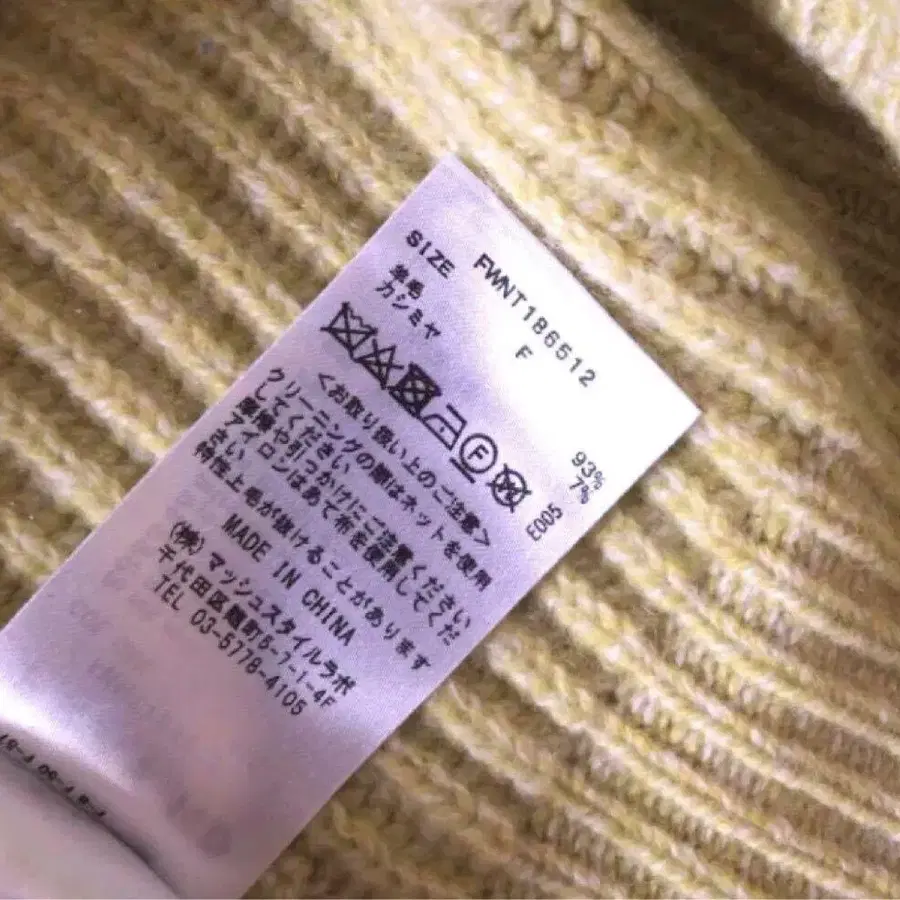 FWNT186512
SIZE F
羊毛 93%
カシミヤ 7%
F
E005
<お取り扱い上のご注意>
クリーニングの際はネットを使用
してください
摩擦や引っかけにご注意ください
アイロンはあて布を使用してくだ
さい
特性上毛が抜けることがあります
MADE IN CHINA
(株)マッシュスタイルラボ
千代田区麹町5-7-1-4F
TEL 03-5778-4105